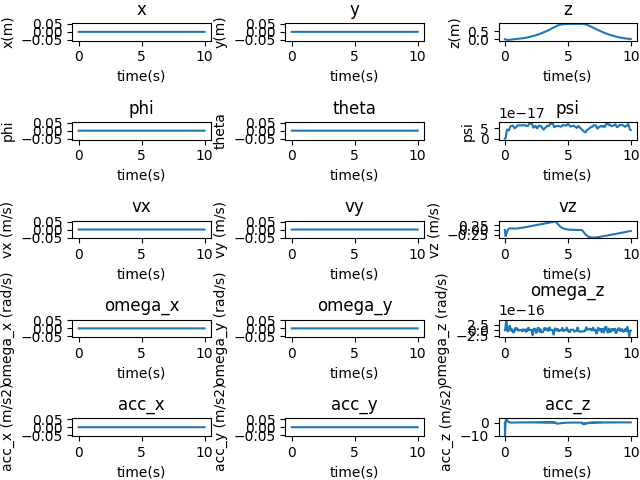 x y z
x(m) 0.05 0.00 −0.05 y(m) 0.05 0.00 −0.05 z(m) 0.5 0.0
0 5 10 0 5 10 0 5 10
time(s) time(s) time(s)
phi theta 1e−17 psi
phi 0.05 0.00 −0.05 theta 0.05 0.00 −0.05 psi 5 0
0 5 10 0 5 10 0 5 10
time(s) time(s) time(s)
vx vy vz
vx (m/s) 0.05 0.00 −0.05 vy (m/s) 0.05 0.00 −0.05 vz (m/s) 0.25 0.00 −0.25
0 5 10 0 5 10 0 5 10
time(s) time(s) time(s)
omega_x omega_y omega_z
1e−16
omega_x (rad/s) 0.05 0.00 −0.05 omega_y (rad/s) 0.05 0.00 −0.05 omega_z (rad/s) 2.5 0.0 −2.5
0 5 10 0 5 10 0 5 10
time(s) time(s) time(s)
acc_x acc_y acc_z
acc_x (m/s2) 0.05 0.00 −0.05 acc_y (m/s2) 0.05 0.00 −0.05 acc_z (m/s2) 0 −10
0 5 10 0 5 10 0 5 10
time(s) time(s) time(s)